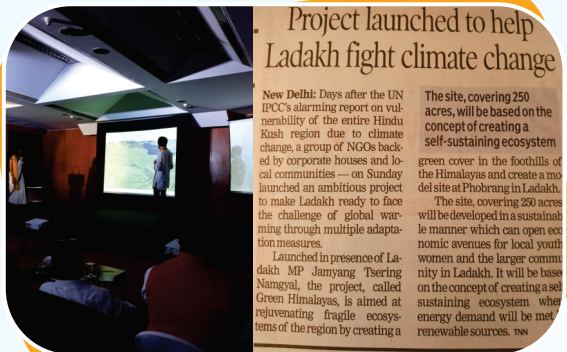 Project launched to help
Ladakh fight climate change
New Delhi: Days after the UN
IPCC's alarming report on vul-
nerability of the entire Hindu
Kush region due to climate
change, a group of NGOs back-
ed by corporate houses and lo-
cal communities — on Sunday
launched an ambitious project
to make Ladakh ready to face
the challenge of global war-
ming through multiple adapta-
tion measures.
Launched in presence of La-
dakh MP Jamyang Tsering
Namgyal, the project, called
Green Himalayas, is aimed at
rejuvenating fragile ecosys-
tems of the region by creating a
The site, covering 250
acres, will be based on the
concept of creating a
self-sustaining ecosystem
green cover in the foothills of
the Himalayas and create a mo
del site at Phobrang in Ladakh.
The site, covering 250 acres
will be developed in a sustainab
le manner which can open eco
nomic avenues for local youth
women and the larger commu
nity in Ladakh. It will be base
on the concept of creating a sel
sustaining ecosystem wher
energy demand will be met
renewable sources. TNN